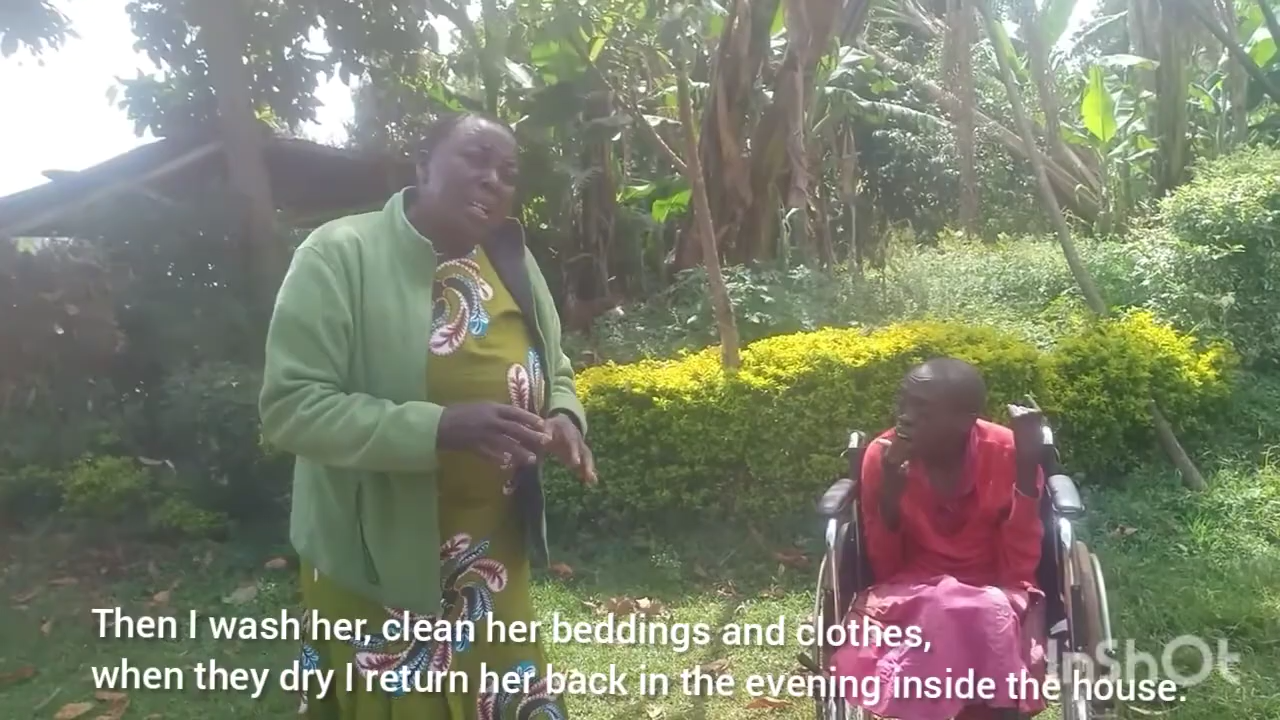 Then I wash her, clean her beddings and clothes,
when they dry I return her back in the evening inside the house.
InShOt